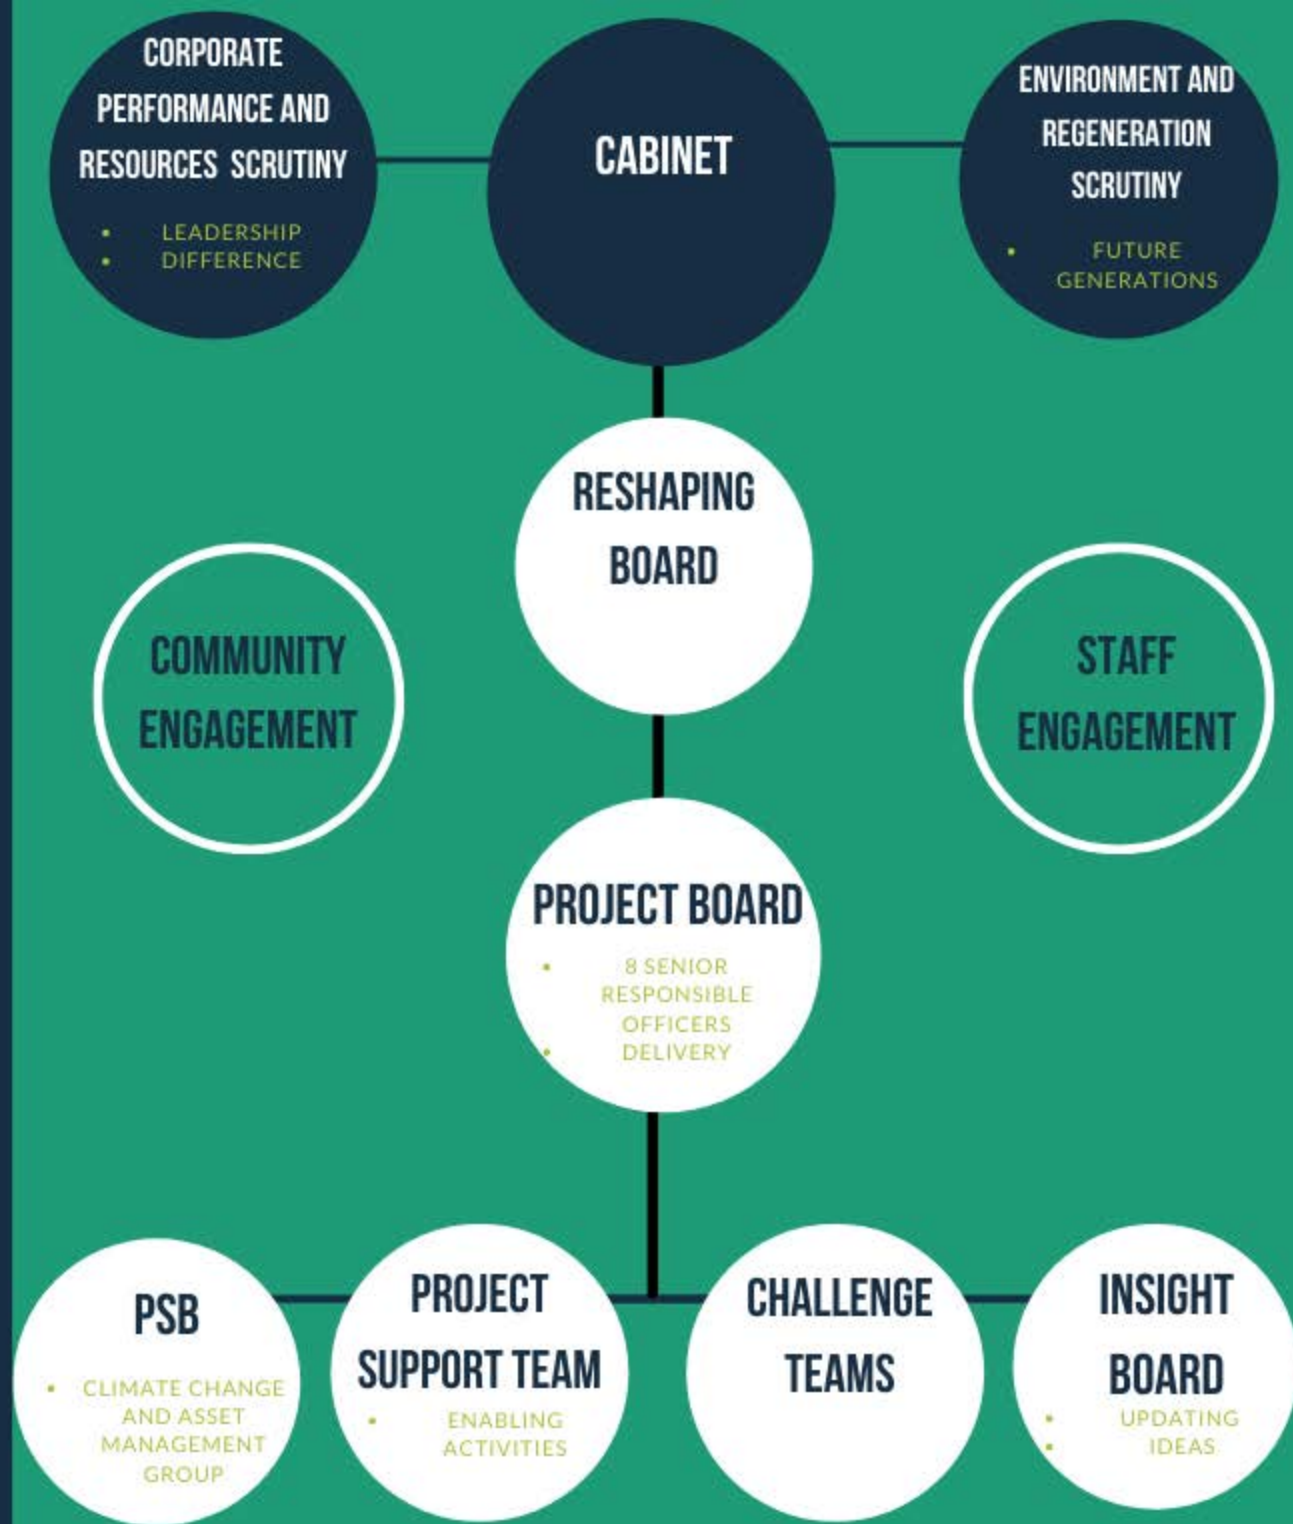 CORPORATE
PERFORMANCE AND
RESOURCES SCRUTINY
• LEADERSHIP
• DIFFERENCE
CABINET
ENVIRONMENT AND
REGENERATION
SCRUTINY
• FUTURE
GENERATIONS
RESHAPING
BOARD
COMMUNITY
ENGAGEMENT
STAFF
ENGAGEMENT
PROJECT BOARD
• 8 SENIOR
RESPONSIBLE
OFFICERS
• DELIVERY
PSB
• CLIMATE CHANGE
AND ASSET
MANAGEMENT
GROUP
PROJECT
SUPPORT TEAM
• ENABLING
ACTIVITIES
CHALLENGE
TEAMS
INSIGHT
BOARD
• UPDATING
• IDEAS